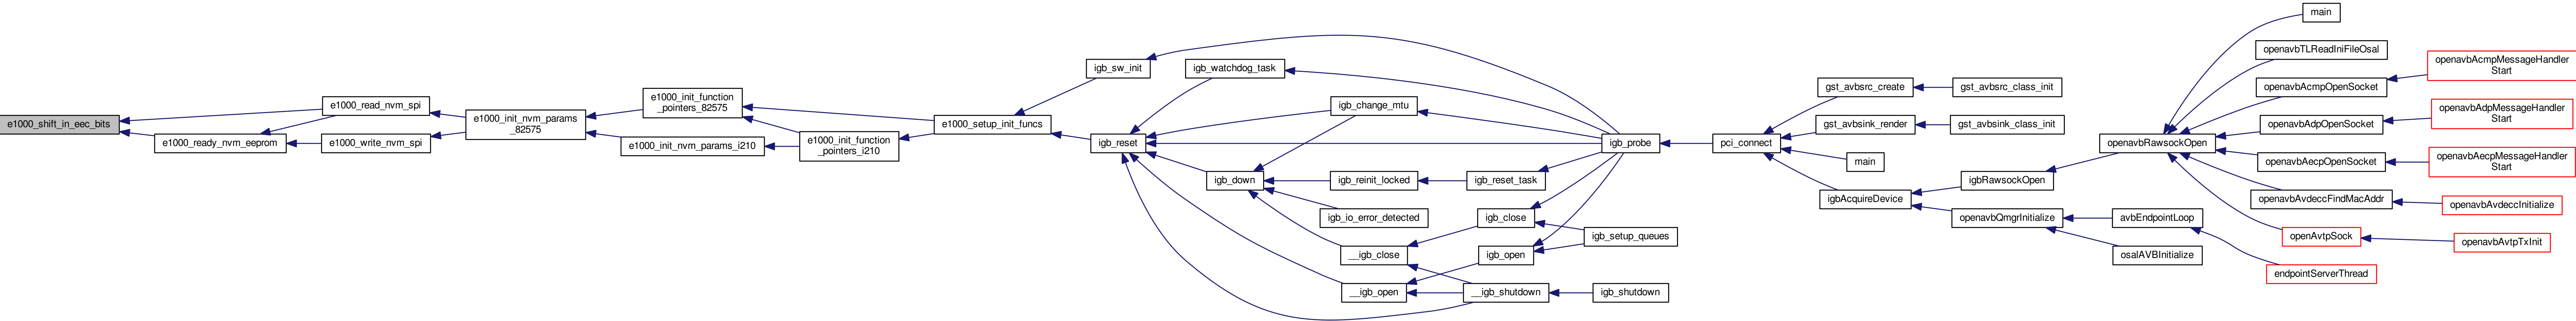 e1000_shift_in_eec_bits
e1000_read_nvm_spi
e1000_ready_nvm_eeprom
e1000_write_nvm_spi
e1000_init_nvm_params
_82575
e1000_init_function
_pointers_82575
e1000_init_nvm_params_i210
e1000_init_function
_pointers_i210
e1000_setup_init_funcs
igb_sw_init
igb_reset
igb_watchdog_task
igb_change_mtu
igb_down
igb_reinit_locked
igb_reset_task
igb_io_error_detected
igb_close
__igb_close
igb_setup_queues
igb_open
__igb_open
__igb_shutdown
igb_shutdown
igb_probe
pci_connect
gst_avbsrc_create
gst_avbsrc_class_init
gst_avbsink_render
gst_avbsink_class_init
main
igbAcquireDevice
igbRawsockOpen
openavbQmgrInitialize
avbEndpointLoop
osalAVBInitialize
openavbRawsockOpen
main
openavbTLReadIniFileOsal
openavbAcmpOpenSocket
openavbAcmpMessageHandler
Start
openavbAdpOpenSocket
openavbAdpMessageHandler
Start
openavbAecpOpenSocket
openavbAecpMessageHandler
Start
openavbAvdeccFindMacAddr
openavbAvdeccInitialize
openAvtpSock
openavbAvtpTxInit
endpointServerThread